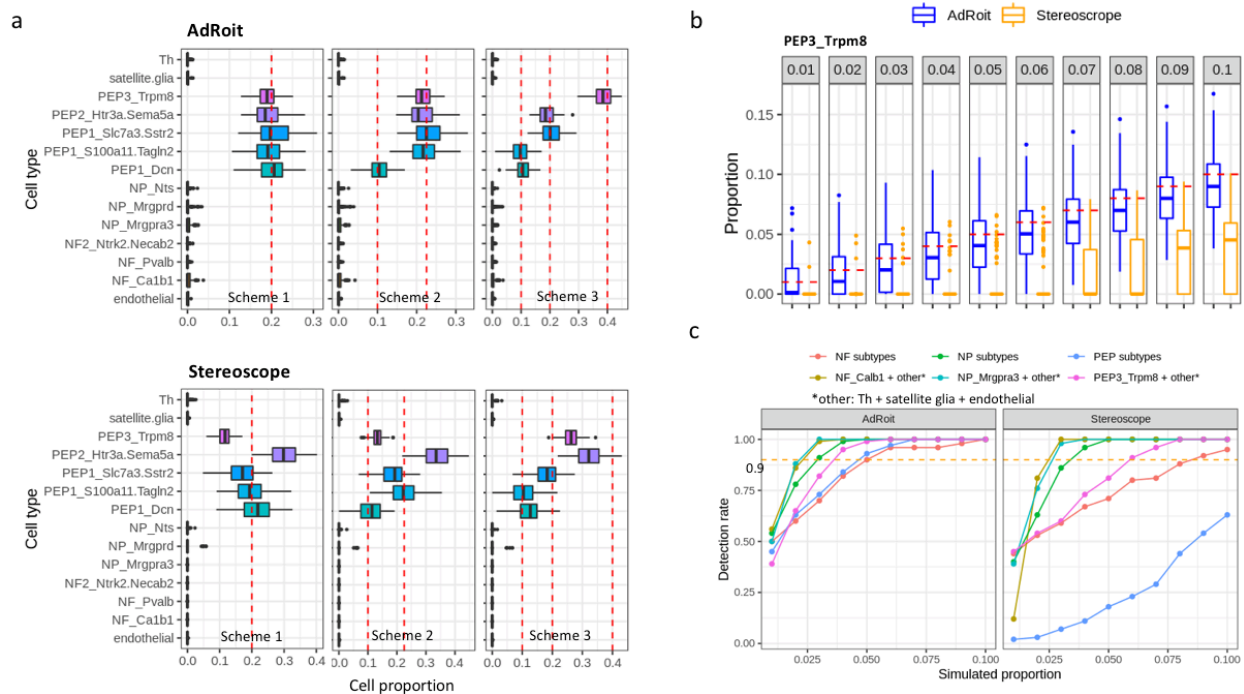 a
AdRoit
Cell type
Th
satellite.glia
PEP3_Trpm8
PEP2_Htr3a.Sema5a
PEP1_Slc7a3.Sstr2
PEP1_S100a11.Tagln2
PEP1_Dcn
NP_Nts
NP_Mrgprd
NP_Mrgpra3
NF2_Ntrk2.Necab2
NF_Pvalb
NF_Ca1b1
endothelial
Scheme 1 Scheme 2 Scheme 3
0.0 0.1 0.2 0.3 0.0 0.1 0.2 0.3 0.0 0.1 0.2 0.3 0.4
Stereoscope
Cell type
Th
satellite.glia
PEP3_Trpm8
PEP2_Htr3a.Sema5a
PEP1_Slc7a3.Sstr2
PEP1_S100a11.Tagln2
PEP1_Dcn
NP_Nts
NP_Mrgprd
NP_Mrgpra3
NF2_Ntrk2.Necab2
NF_Pvalb
NF_Ca1b1
endothelial
Scheme 1 Scheme 2 Scheme 3
0.0 0.1 0.2 0.3 0.4 0.0 0.1 0.2 0.3 0.4 0.0 0.1 0.2 0.3 0.4
Cell proportion
b
AdRoit Stereoscope
PEP3_Trpm8
0.01 0.02 0.03 0.04 0.05 0.06 0.07 0.08 0.09 0.1
Proportion
0.15
0.10
0.05
0.00
c
NF subtypes NP subtypes PEP subtypes
NF_Calb1 + other* NP_Mrgpra3 + other* PEP3_Trpm8 + other*
*other: Th + satellite glia + endothelial
AdRoit Stereoscope
Detection rate
1.00
0.9
0.75
0.50
0.25
0.00
0.025 0.050 0.075 0.100 0.025 0.050 0.075 0.100
Simulated proportion